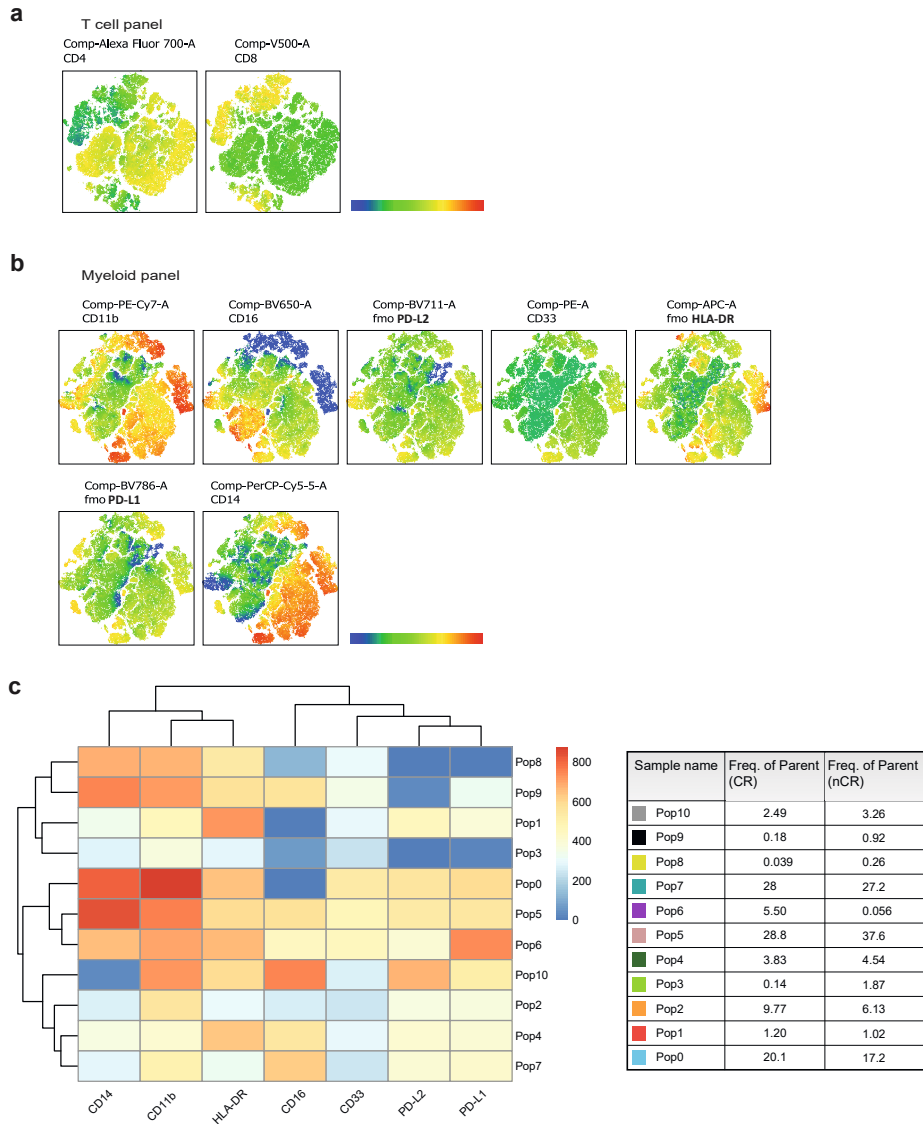 a
T cell panel
Comp-Alexa Fluor 700-A
CD4
Comp-V500-A
CD8
b
Myeloid panel
Comp-PE-Cy7-A
CD11b
Comp-BV650-A
CD16
Comp-BV711-A
fmo PD-L2
Comp-PE-A
CD33
Comp-APC-A
fmo HLA-DR
Comp-BV786-A
fmo PD-L1
Comp-PerCP-Cy5-5-A
CD14
c
Pop8
Pop9
Pop1
Pop3
Pop0
Pop5
Pop6
Pop10
Pop2
Pop4
Pop7
CD14
CD11b
HLA-DR
CD16
CD33
PD-L2
PD-L1
800
600
400
200
0
Sample name Freq. of Parent (CR) Freq. of Parent (nCR)
Pop10 2.49 3.26
Pop9 0.18 0.92
Pop8 0.039 0.26
Pop7 28 27.2
Pop6 5.50 0.056
Pop5 28.8 37.6
Pop4 3.83 4.54
Pop3 0.14 1.87
Pop2 9.77 6.13
Pop1 1.20 1.02
Pop0 20.1 17.2